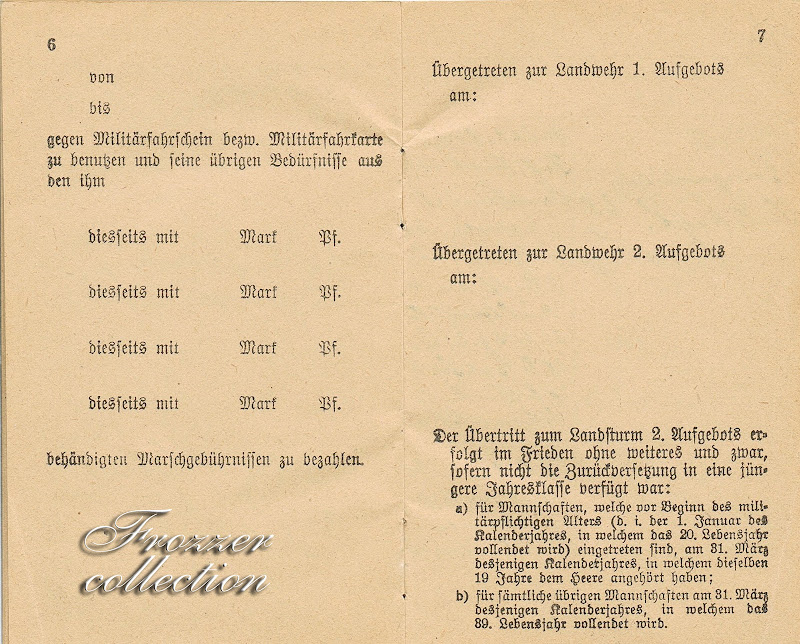 6
von
bis
gegen Militärfahrschein bezw. Militärfahrkarte
zu benutzen und seine übrigen Bedürfnisse aus
den ihm
diesseits mit Mark Pf.
diesseits mit Mark Pf.
diesseits mit Mark Pf.
diesseits mit Mark Pf.
behändigten Marschgebührnissen zu bezahlen.
Frozzer
collection
7
Übergetreten zur Landwehr 1. Aufgebots
am:
Übergetreten zur Landwehr 2. Aufgebots
am:
Der Übertritt zum Landsturm 2. Aufgebots er-
folgt im Frieden ohne weiteres und zwar,
sofern nicht die Zurückversetzung in eine jün-
gere Jahresklasse verfügt war:
a) für Mannschaften, welche vor Beginn des mili-
tärpflichtigen Alters (d. i. der 1. Januar des
Kalenderjahres, in welchem das 20. Lebensjahr
vollendet wird) eingetreten sind, am 31. März
desjenigen Kalenderjahres, in welchem dieselben
19 Jahre dem Heere angehört haben;
b) für sämtliche übrigen Mannschaften am 31. März
desjenigen Kalenderjahres, in welchem das
39. Lebensjahr vollendet wird.